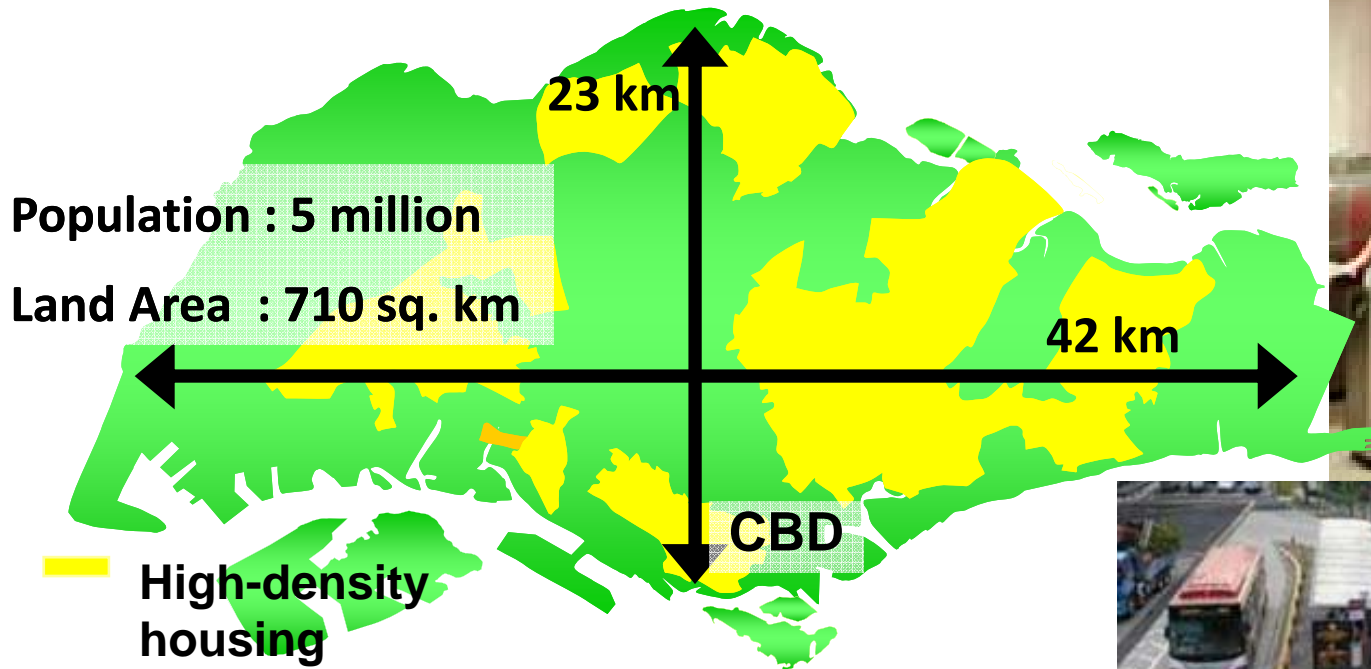 23 km
Population : 5 million
Land Area : 710 sq. km
42 km
CBD
High-density
housing